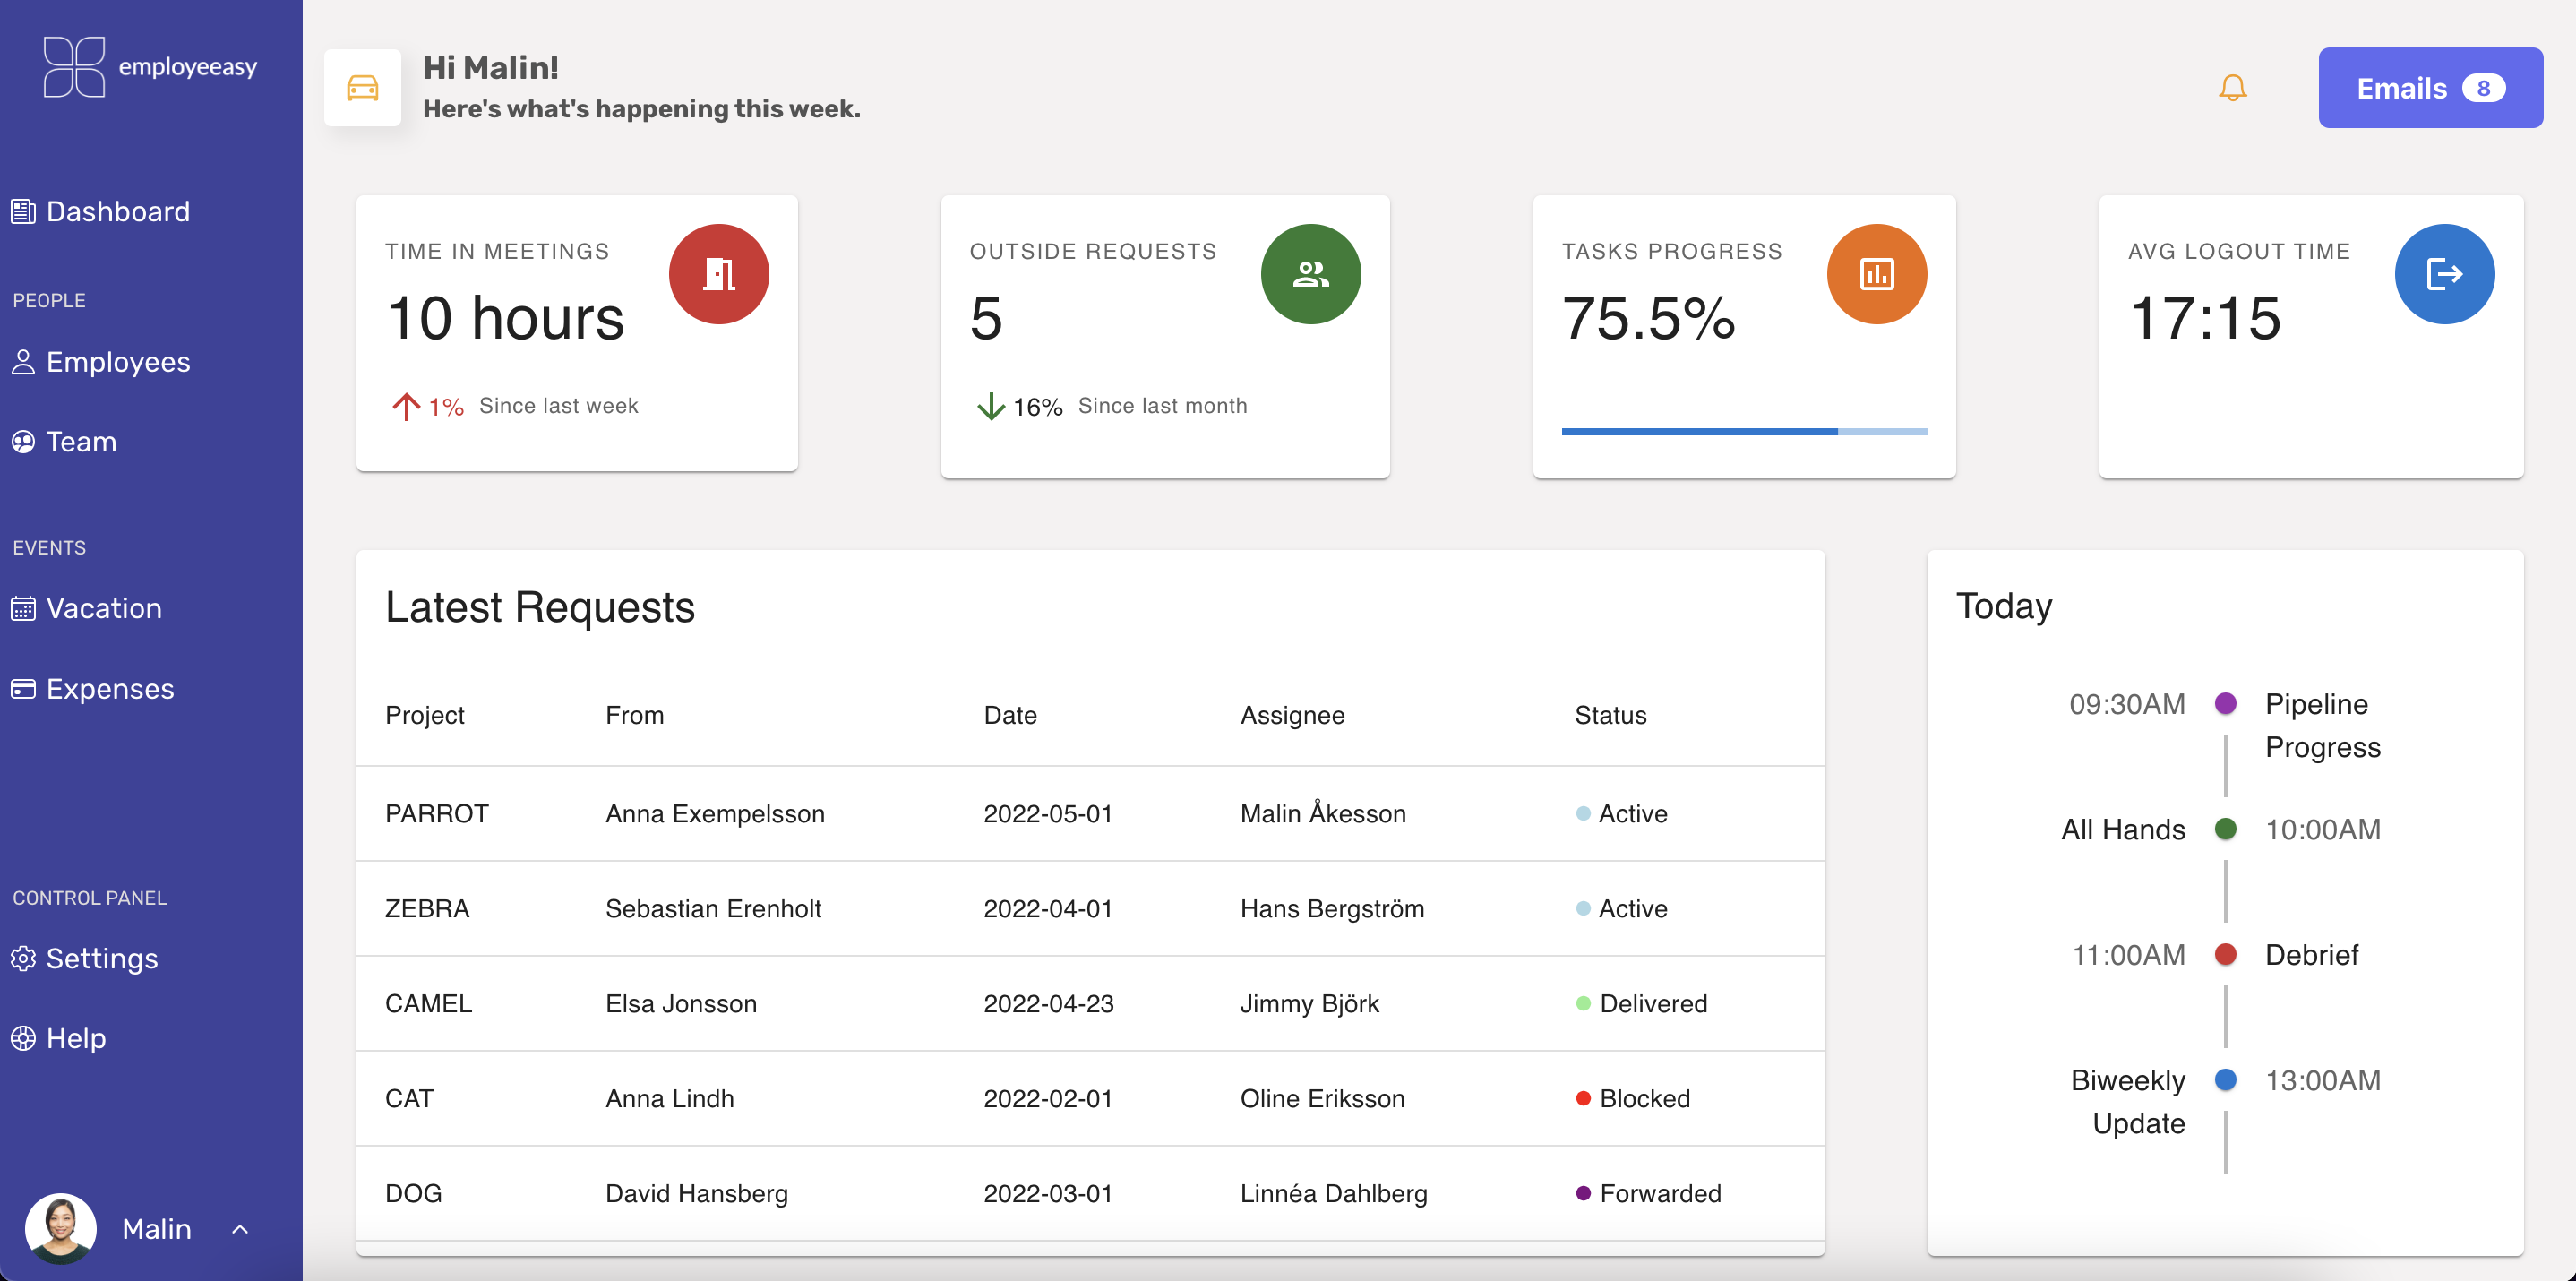 employeeasy
Dashboard
PEOPLE
Employees
Team
EVENTS
Vacation
Expenses
CONTROL PANEL
Settings
Help
Malin
Hi Malin!
Here's what's happening this week.
Emails 8
TIME IN MEETINGS
10 hours
1% Since last week
OUTSIDE REQUESTS
5
16% Since last month
TASKS PROGRESS
75.5%
AVG LOGOUT TIME
17:15
Latest Requests
Project From Date Assignee Status
PARROT Anna Exempelsson 2022-05-01 Malin Åkesson Active
ZEBRA Sebastian Erenholt 2022-04-01 Hans Bergström Active
CAMEL Elsa Jonsson 2022-04-23 Jimmy Björk Delivered
CAT Anna Lindh 2022-02-01 Oline Eriksson Blocked
DOG David Hansberg 2022-03-01 Linnéa Dahlberg Forwarded
Today
09:30AM Pipeline
Progress
All Hands 10:00AM
11:00AM Debrief
Biweekly 13:00AM
Update